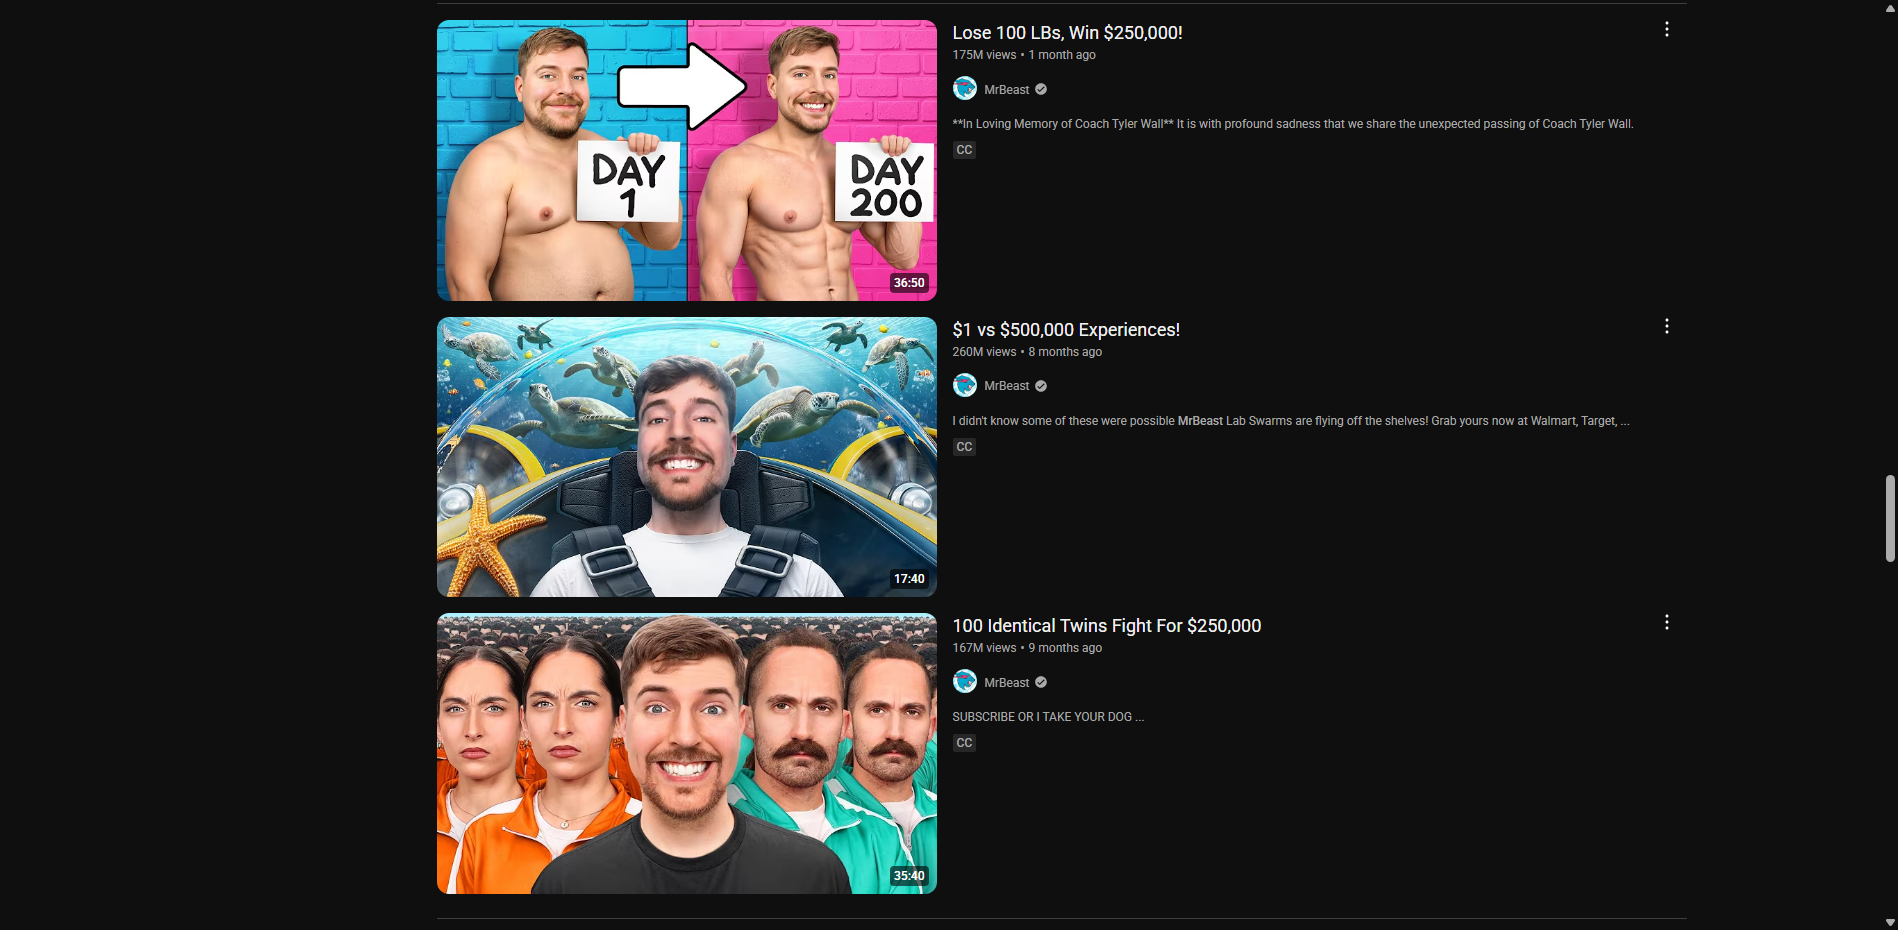 DAY
1
DAY
200
36:50
Lose 100 LBs, Win $250,000!
175M views • 1 month ago
MrBeast
**In Loving Memory of Coach Tyler Wall** It is with profound sadness that we share the unexpected passing of Coach Tyler Wall.
CC
17:40
$1 vs $500,000 Experiences!
260M views • 8 months ago
MrBeast
I didn't know some of these were possible MrBeast Lab Swarms are flying off the shelves! Grab yours now at Walmart, Target, ...
CC
35:40
100 Identical Twins Fight For $250,000
167M views • 9 months ago
MrBeast
SUBSCRIBE OR I TAKE YOUR DOG ...
CC